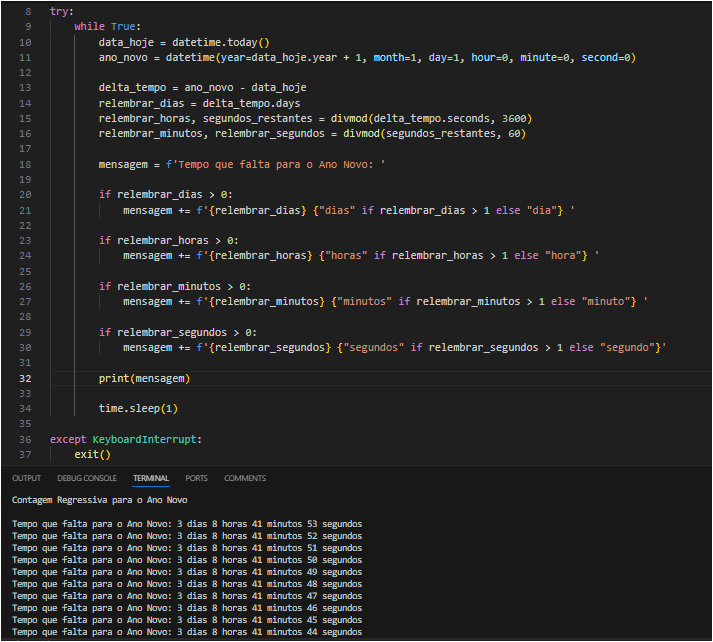 8 try:
9 while True:
10 data_hoje = datetime.today()
11 ano_novo = datetime(year=data_hoje.year + 1, month=1, day=1, hour=0, minute=0, second=0)
12
13 delta_tempo = ano_novo - data_hoje
14 relembrar_dias = delta_tempo.days
15 relembrar_horas, segundos_restantes = divmod(delta_tempo.seconds, 3600)
16 relembrar_minutos, relembrar_segundos = divmod(segundos_restantes, 60)
17
18 mensagem = f'Tempo que falta para o Ano Novo: '
19
20 if relembrar_dias > 0:
21 mensagem += f'{relembrar_dias} {"dias" if relembrar_dias > 1 else "dia"} '
22
23 if relembrar_horas > 0:
24 mensagem += f'{relembrar_horas} {"horas" if relembrar_horas > 1 else "hora"} '
25
26 if relembrar_minutos > 0:
27 mensagem += f'{relembrar_minutos} {"minutos" if relembrar_minutos > 1 else "minuto"} '
28
29 if relembrar_segundos > 0:
30 mensagem += f'{relembrar_segundos} {"segundos" if relembrar_segundos > 1 else "segundo"}'
31
32 print(mensagem)
33
34 time.sleep(1)
35
36 except KeyboardInterrupt:
37 exit()
OUTPUT DEBUG CONSOLE TERMINAL PORTS COMMENTS
Contagem Regressiva para o Ano Novo
Tempo que falta para o Ano Novo: 3 dias 8 horas 41 minutos 53 segundos
Tempo que falta para o Ano Novo: 3 dias 8 horas 41 minutos 52 segundos
Tempo que falta para o Ano Novo: 3 dias 8 horas 41 minutos 51 segundos
Tempo que falta para o Ano Novo: 3 dias 8 horas 41 minutos 50 segundos
Tempo que falta para o Ano Novo: 3 dias 8 horas 41 minutos 49 segundos
Tempo que falta para o Ano Novo: 3 dias 8 horas 41 minutos 48 segundos
Tempo que falta para o Ano Novo: 3 dias 8 horas 41 minutos 47 segundos
Tempo que falta para o Ano Novo: 3 dias 8 horas 41 minutos 46 segundos
Tempo que falta para o Ano Novo: 3 dias 8 horas 41 minutos 45 segundos
Tempo que falta para o Ano Novo: 3 dias 8 horas 41 minutos 44 segundos